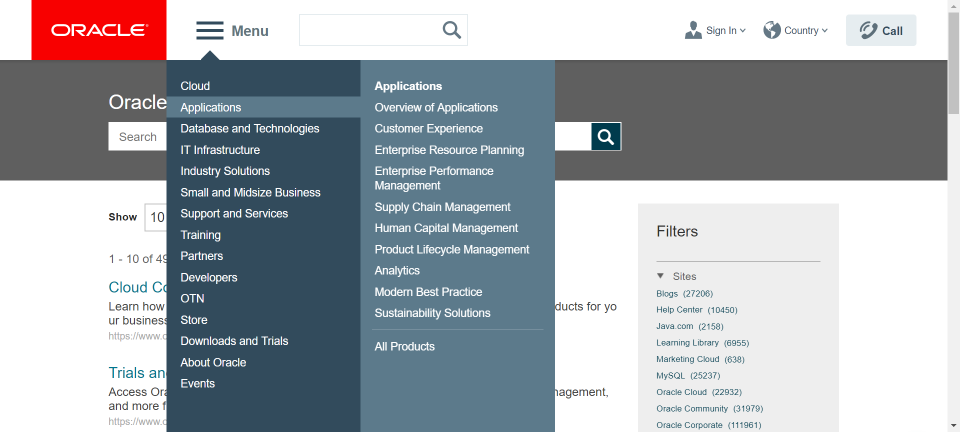 ORACLE
Menu
Sign In
Country
Call
Oracle
Search
Cloud
Applications
Database and Technologies
IT Infrastructure
Industry Solutions
Small and Midsize Business
Support and Services
Training
Partners
Developers
OTN
Store
Downloads and Trials
About Oracle
Events
Applications
Overview of Applications
Customer Experience
Enterprise Resource Planning
Enterprise Performance
Management
Supply Chain Management
Human Capital Management
Product Lifecycle Management
Analytics
Modern Best Practice
Sustainability Solutions
All Products
Show 10
1 - 10 of 49
Cloud Co
Learn how ducts for yo
ur business
https://www.o
Trials an
Access Ora agement,
and more f
https://www.o
Filters
Sites
Blogs (27206)
Help Center (10450)
Java.com (2158)
Learning Library (6955)
Marketing Cloud (638)
MySQL (25237)
Oracle Cloud (22932)
Oracle Community (31979)
Oracle Corporate (111961)